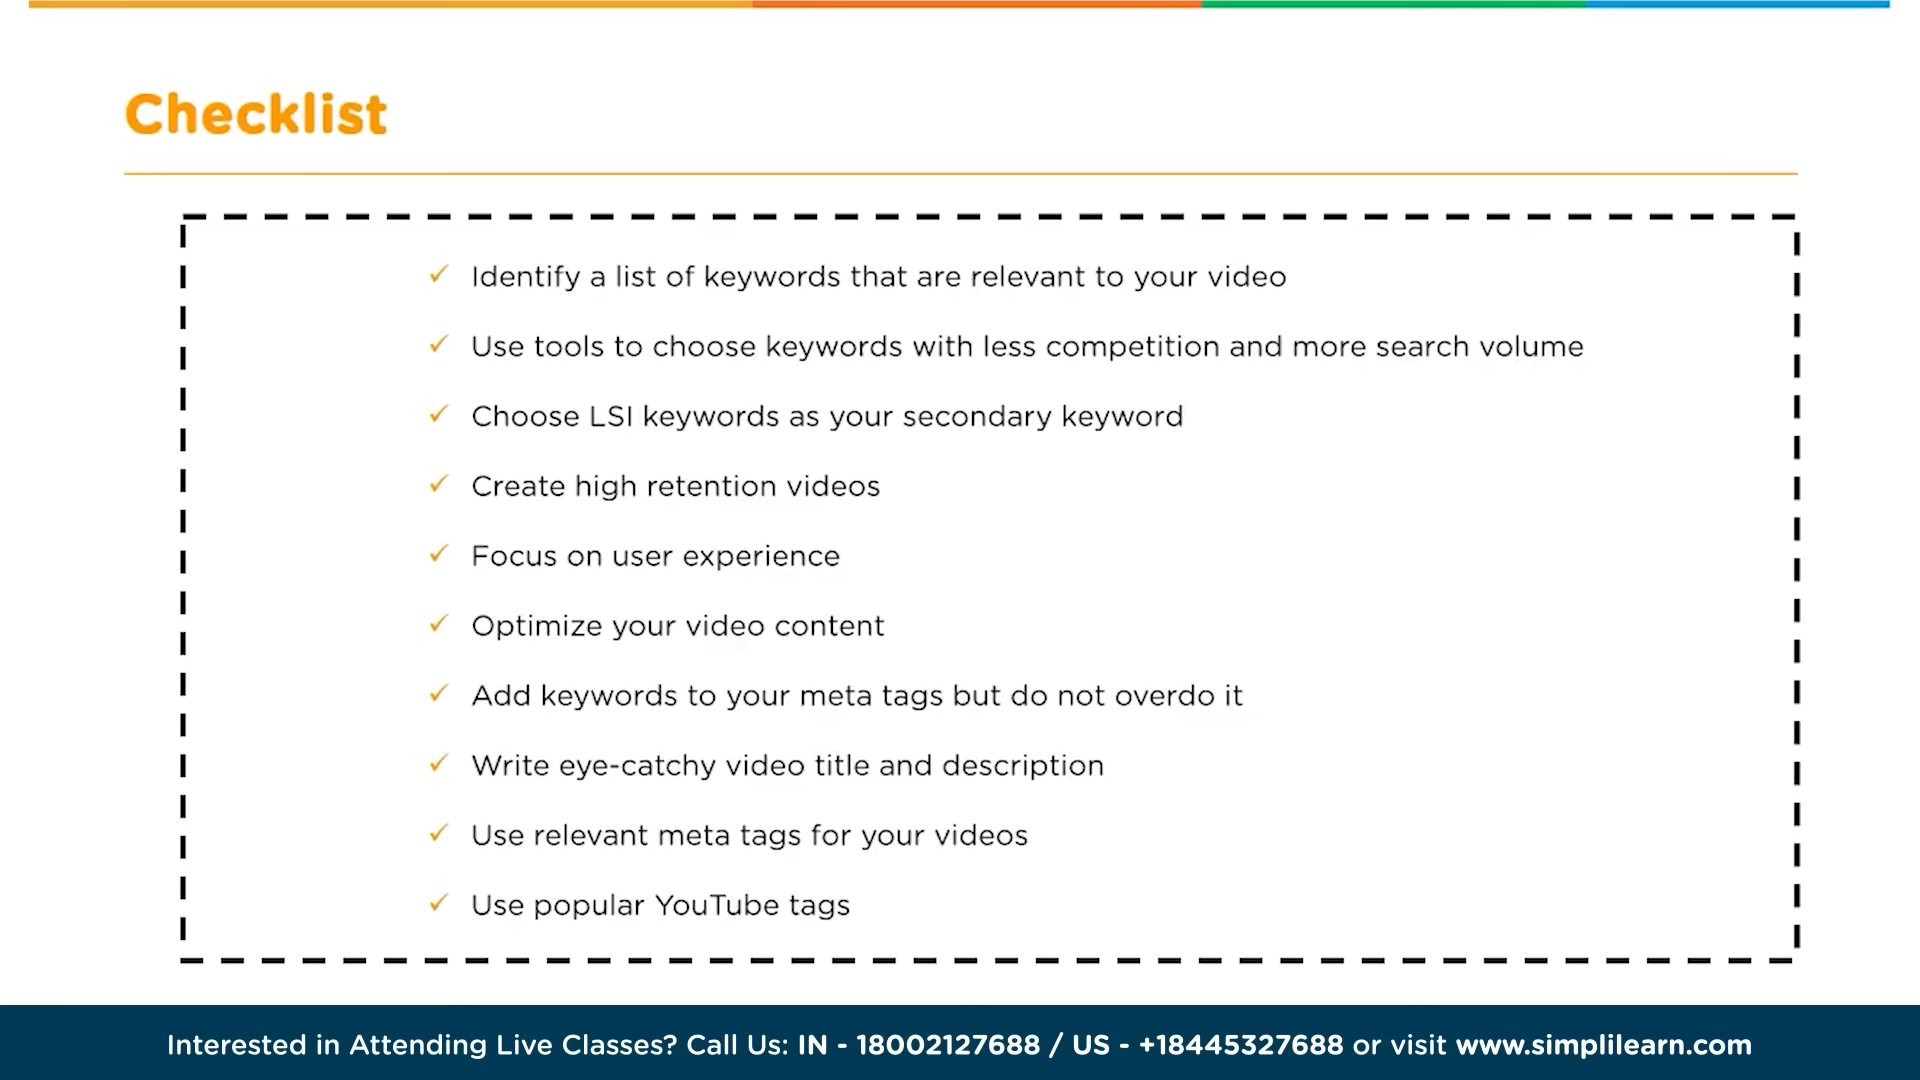 Checklist
✓ Identify a list of keywords that are relevant to your video
✓ Use tools to choose keywords with less competition and more search volume
✓ Choose LSI keywords as your secondary keyword
✓ Create high retention videos
✓ Focus on user experience
✓ Optimize your video content
✓ Add keywords to your meta tags but do not overdo it
✓ Write eye-catchy video title and description
✓ Use relevant meta tags for your videos
✓ Use popular YouTube tags
Interested in Attending Live Classes? Call Us: IN - 18002127688 / US - +18445327688 or visit www.simplilearn.com